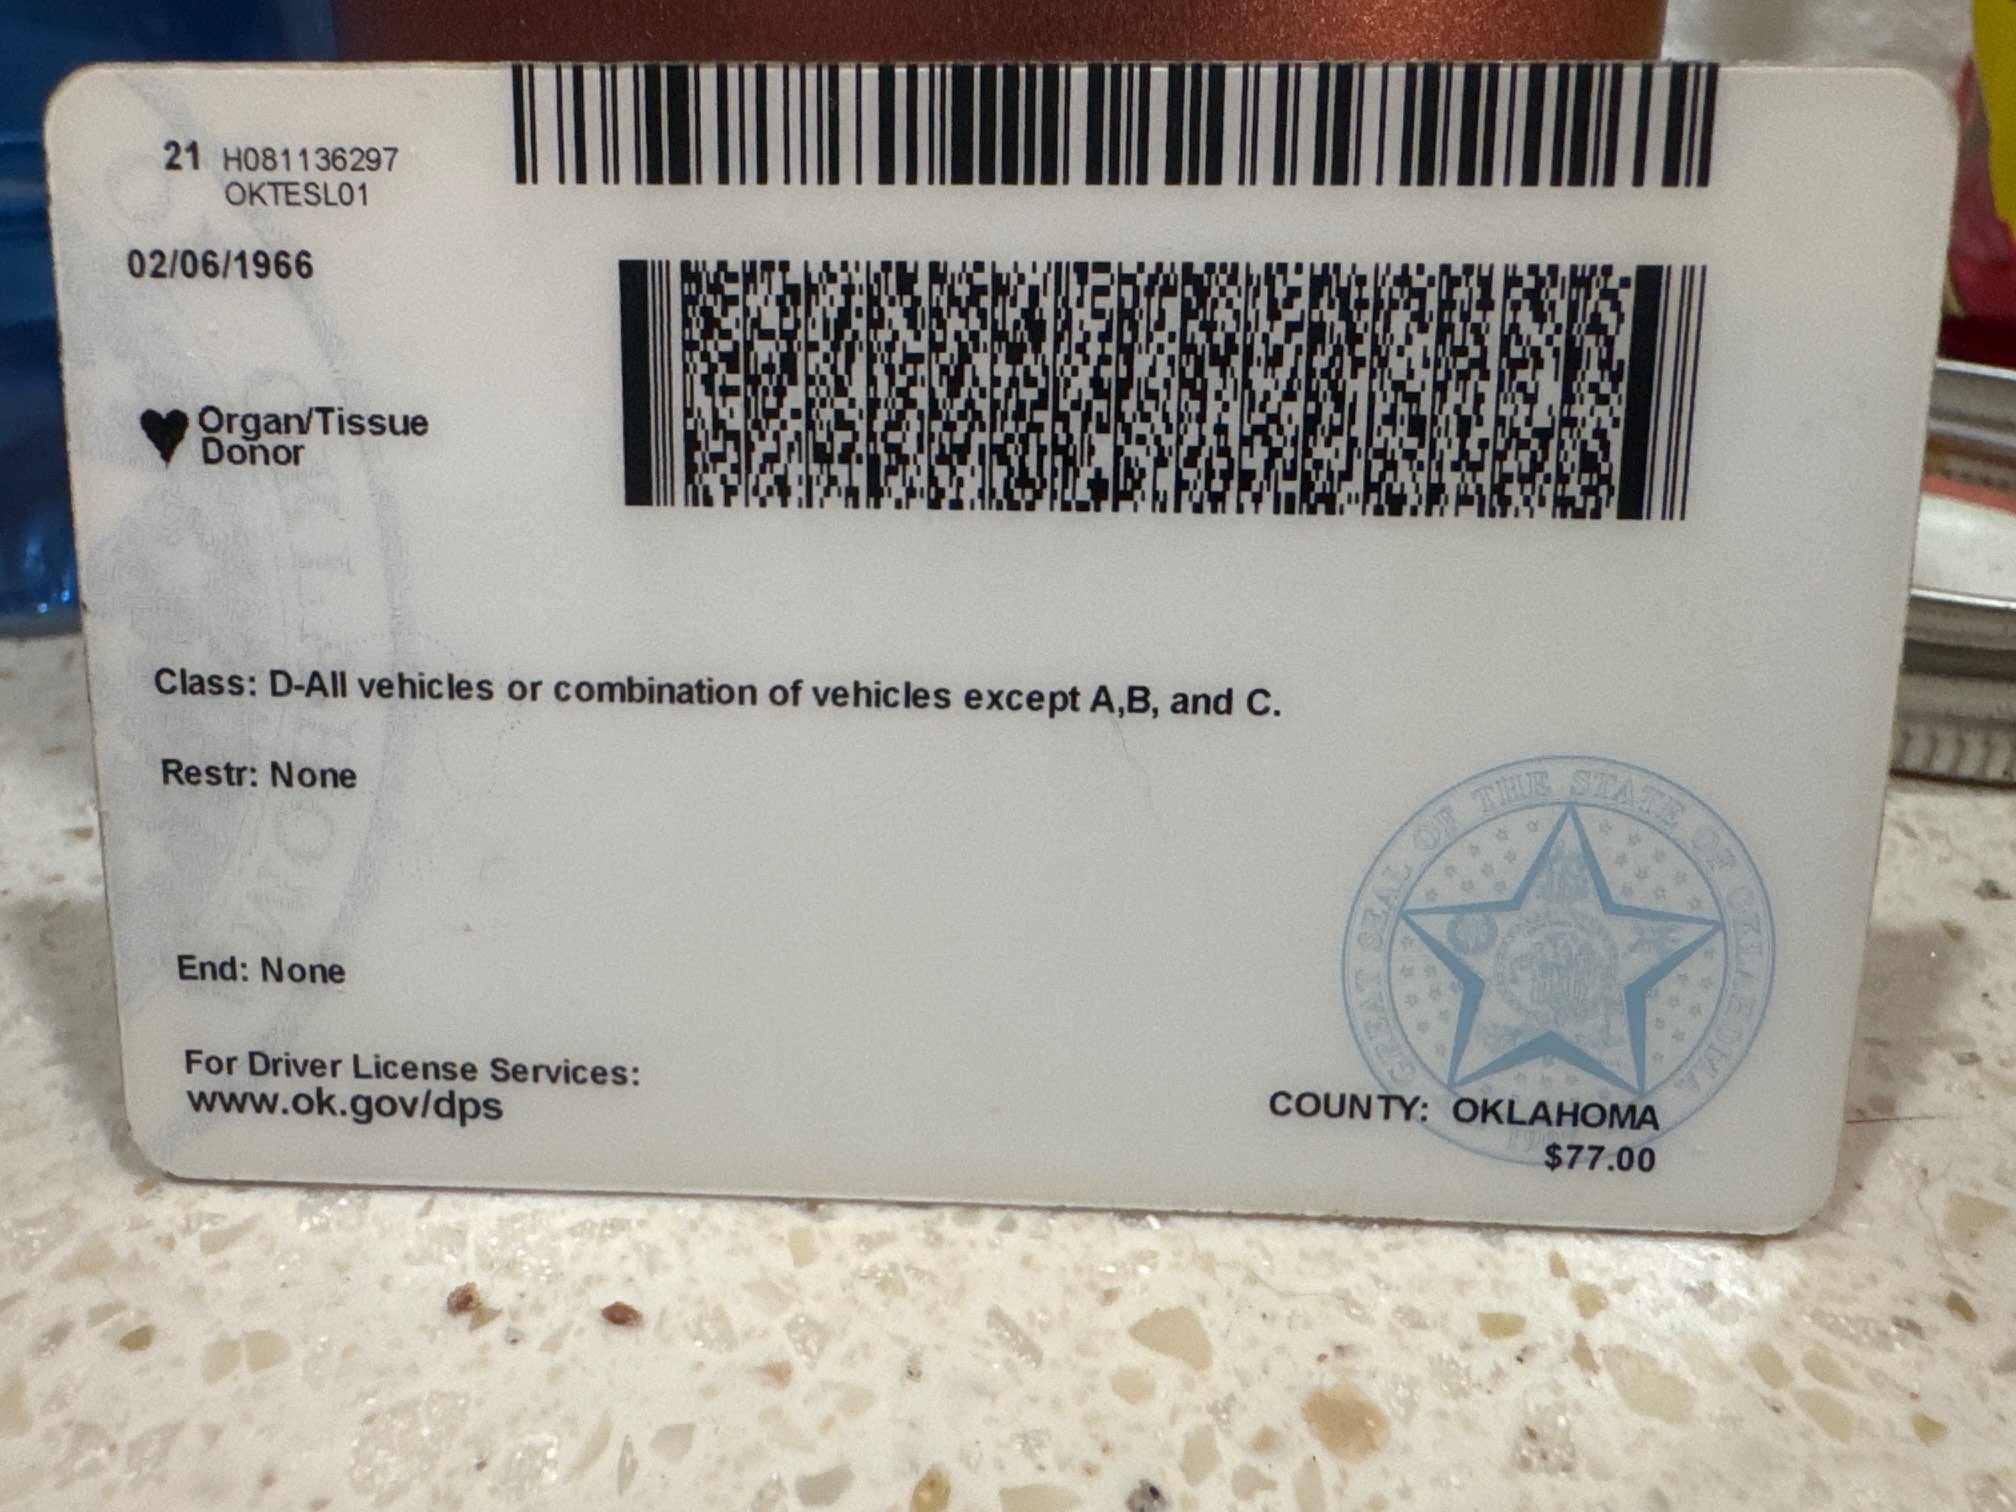 21 H081136297
OKTESL01
02/06/1966
Organ/Tissue
Donor
Class: D-All vehicles or combination of vehicles except A,B, and C.
Restr: None
End: None
For Driver License Services:
www.ok.gov/dps
GREAT SEAL OF THE STATE OF OKLAHOMA
COUNTY: OKLAHOMA
$77.00